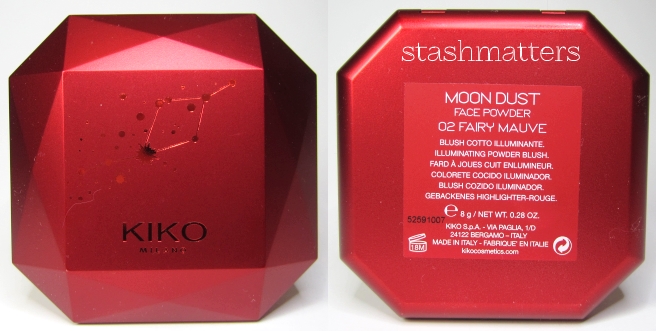 KIKO
MILANO
stashmatters
MOON DUST
FACE POWDER
02 FAIRY MAUVE
BLUSH COTTO ILLUMINANTE.
ILLUMINATING POWDER BLUSH.
FARD À JOUES CUIT ENLUMINEUR.
COLORETE COCIDO ILUMINADOR.
BLUSH COZIDO ILUMINADOR.
GEBACKENES HIGHLIGHTER-ROUGE.
52591007
℮ 8 g / NET WT. 0.28 OZ.
KIKO S.p.A. - VIA PAGLIA, 1/D
24122 BERGAMO – ITALY
MADE IN ITALY - FABRIQUÉ EN ITALIE
kikocosmetics.com
18M